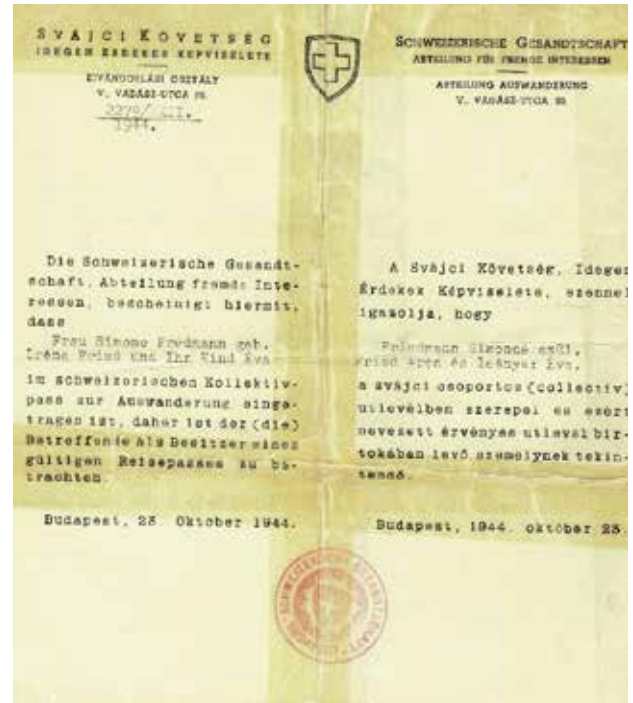 SVAJCI KÖVETSÉG
IDEGEN ÉRDEKEK KÉPVISELETE
KIVÁNDORLÁSI OSZTÁLY
V. VADÁSZ-UTCA 29.
1944.
SCHWEIZERISCHE GESANDTSCHAFT
ABTEILUNG FÜR FREMDE INTERESSEN
ABTEILUNG AUSWANDERUNG
V. VADÁSZ-UTCA 29.
Die Schweizerische Gesandt-
schaft, Abteilung fremde Inte-
ressen, bescheinigt hiermit,
dass
Frau Simone Friedmann geb.
Iréne Fried und Ihr Kind Éva
im schweizerischen Kollektiv-
pass zur Auswanderung einge-
tragen ist, daher ist der (die)
Betreffende als Besitzer eines
gültigen Reisepasses zu be-
trachten.
Budapest, 23. Oktober 1944.
A Svájci Követség, Idegen
Érdekek Képviselete, ezennel
igazolja, hogy
Friedmann Simonné szül.
Fried és leánya: Éva,
a svájci csoportos (collectiv)
útlevélben szerepel és ezért
nevezett érvényes utlevél bir-
tokában levő személynek tekin-
tendő.
Budapest, 1944. október 23.